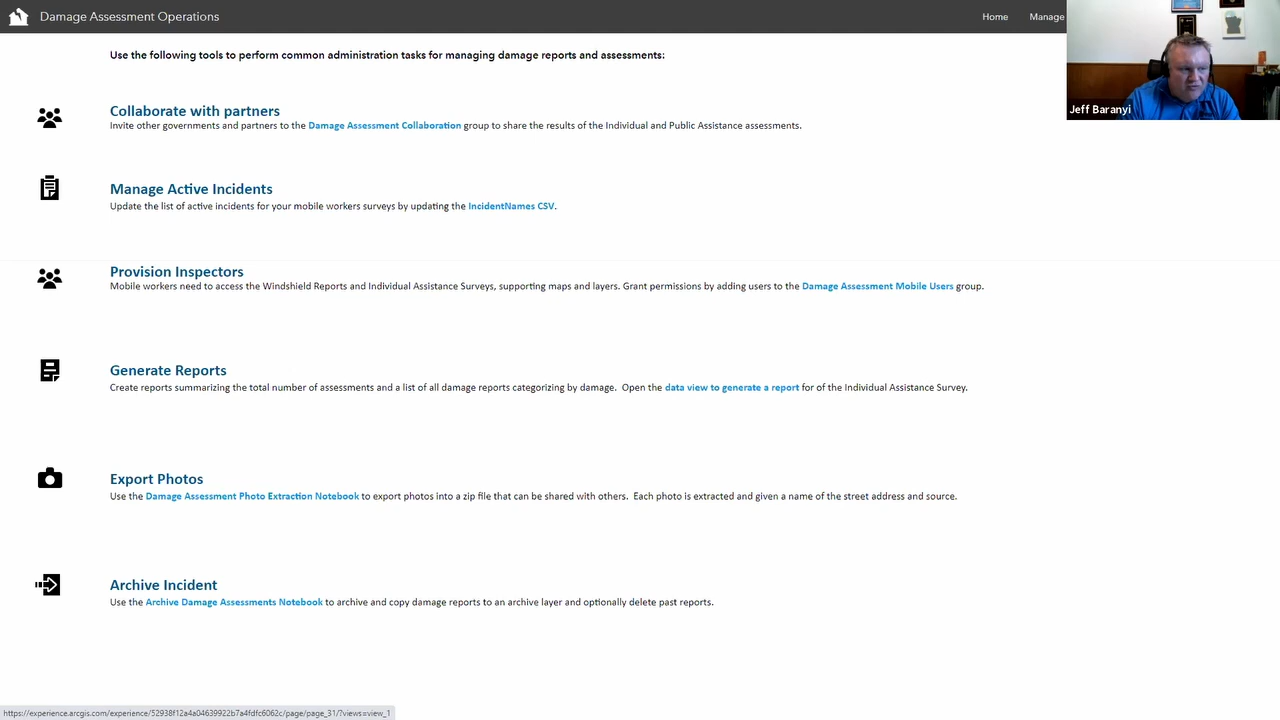 Damage Assessment Operations
Home
Manage
Jeff Baranyi
Use the following tools to perform common administration tasks for managing damage reports and assessments:
Collaborate with partners
Invite other governments and partners to the Damage Assessment Collaboration group to share the results of the Individual and Public Assistance assessments.
Manage Active Incidents
Update the list of active incidents for your mobile workers surveys by updating the IncidentNames CSV.
Provision Inspectors
Mobile workers need to access the Windshield Reports and Individual Assistance Surveys, supporting maps and layers. Grant permissions by adding users to the Damage Assessment Mobile Users group.
Generate Reports
Create reports summarizing the total number of assessments and a list of all damage reports categorizing by damage. Open the data view to generate a report for of the Individual Assistance Survey.
Export Photos
Use the Damage Assessment Photo Extraction Notebook to export photos into a zip file that can be shared with others. Each photo is extracted and given a name of the street address and source.
Archive Incident
Use the Archive Damage Assessments Notebook to archive and copy damage reports to an archive layer and optionally delete past reports.
https://experience.arcgis.com/experience/52938f12a4a04639922b7a4fdfc6062c/page/page_31/?views=view_1